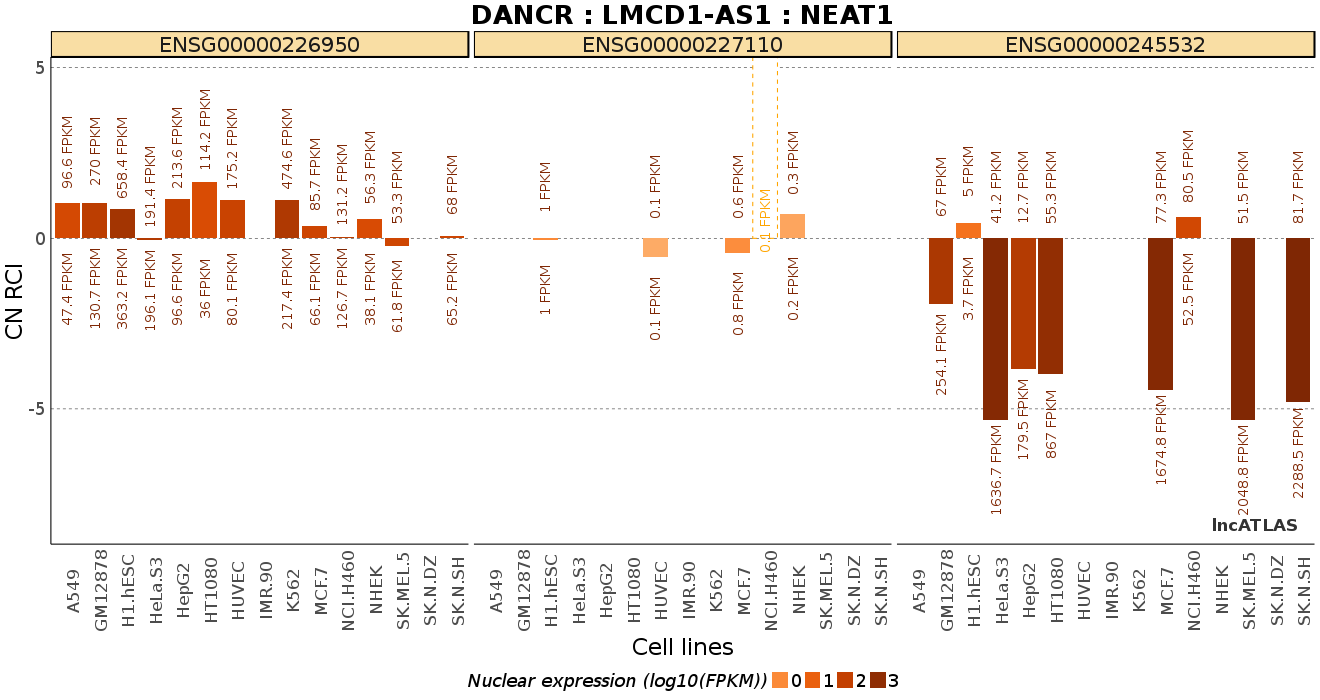 DANCR : LMCD1-AS1 : NEAT1
ENSG00000226950
ENSG00000227110
ENSG00000245532
CN RCI
5
0
-5
96.6 FPKM
270 FPKM
658.4 FPKM
191.4 FPKM
213.6 FPKM
114.2 FPKM
175.2 FPKM
474.6 FPKM
85.7 FPKM
131.2 FPKM
56.3 FPKM
53.3 FPKM
68 FPKM
47.4 FPKM
130.7 FPKM
363.2 FPKM
196.1 FPKM
96.6 FPKM
36 FPKM
80.1 FPKM
217.4 FPKM
66.1 FPKM
126.7 FPKM
38.1 FPKM
61.8 FPKM
65.2 FPKM
1 FPKM
0.1 FPKM
0.6 FPKM
0.1 FPKM
0.3 FPKM
1 FPKM
0.1 FPKM
0.8 FPKM
0.2 FPKM
67 FPKM
5 FPKM
41.2 FPKM
12.7 FPKM
55.3 FPKM
77.3 FPKM
80.5 FPKM
51.5 FPKM
81.7 FPKM
254.1 FPKM
3.7 FPKM
1636.7 FPKM
179.5 FPKM
867 FPKM
1674.8 FPKM
52.5 FPKM
2048.8 FPKM
2288.5 FPKM
lncATLAS
A549
GM12878
H1.hESC
HeLa.S3
HepG2
HT1080
HUVEC
IMR.90
K562
MCF.7
NCI.H460
NHEK
SK.MEL.5
SK.N.DZ
SK.N.SH
A549
GM12878
H1.hESC
HeLa.S3
HepG2
HT1080
HUVEC
IMR.90
K562
MCF.7
NCI.H460
NHEK
SK.MEL.5
SK.N.DZ
SK.N.SH
A549
GM12878
H1.hESC
HeLa.S3
HepG2
HT1080
HUVEC
IMR.90
K562
MCF.7
NCI.H460
NHEK
SK.MEL.5
SK.N.DZ
SK.N.SH
Cell lines
Nuclear expression (log10(FPKM)) 0 1 2 3